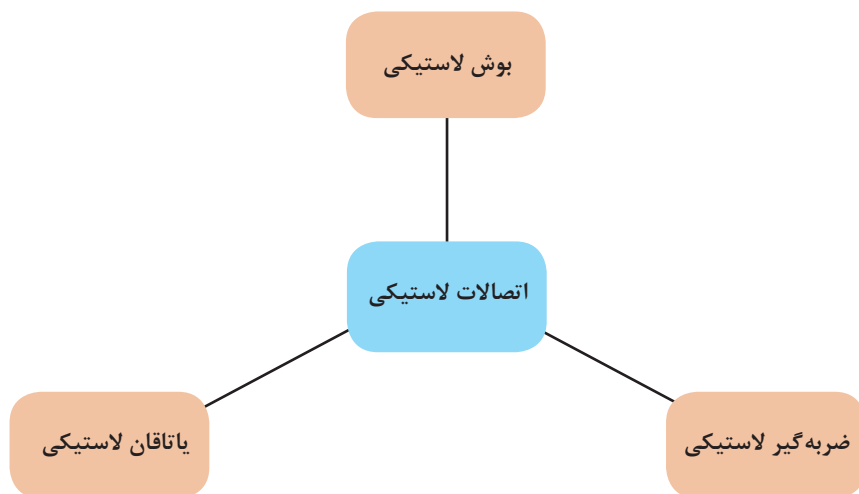 بوش لاستیکی
اتصالات لاستیکی
ضربه‌گیر لاستیکی
یاتاقان لاستیکی